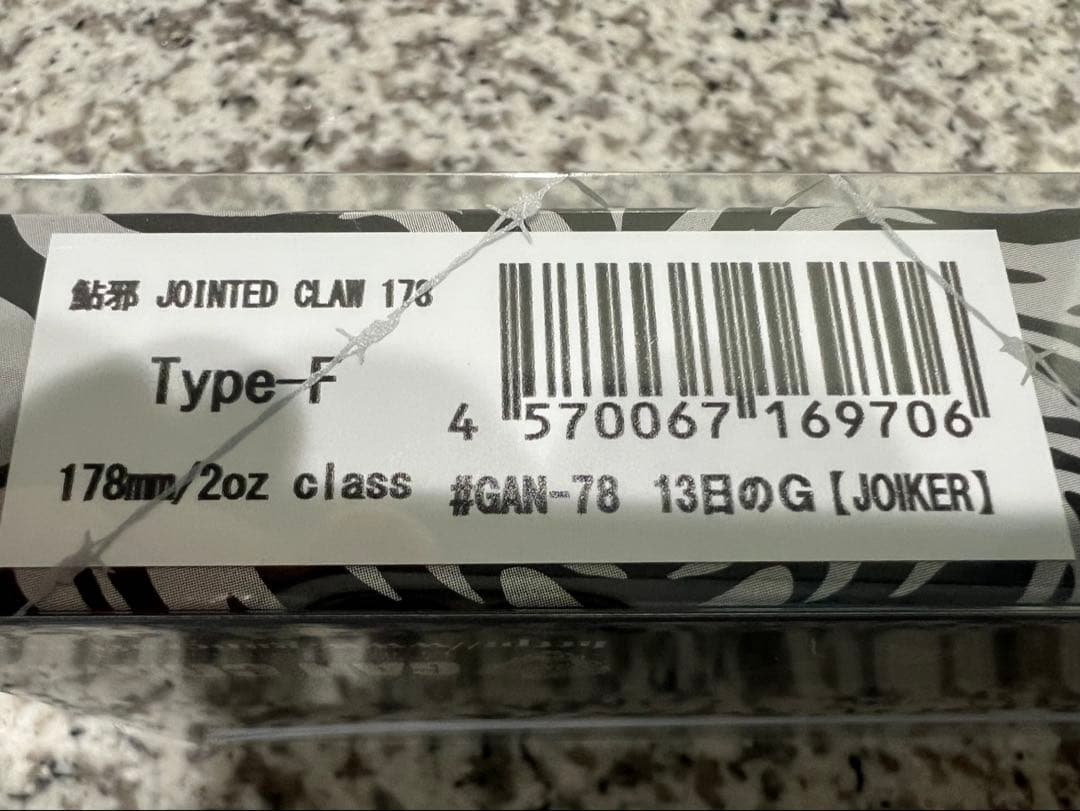 鮎邪 JOINTED CLAW 178
Type-F
178mm/2oz class
4 570067 169706
#GAN-78 13日のG【JOIKER】